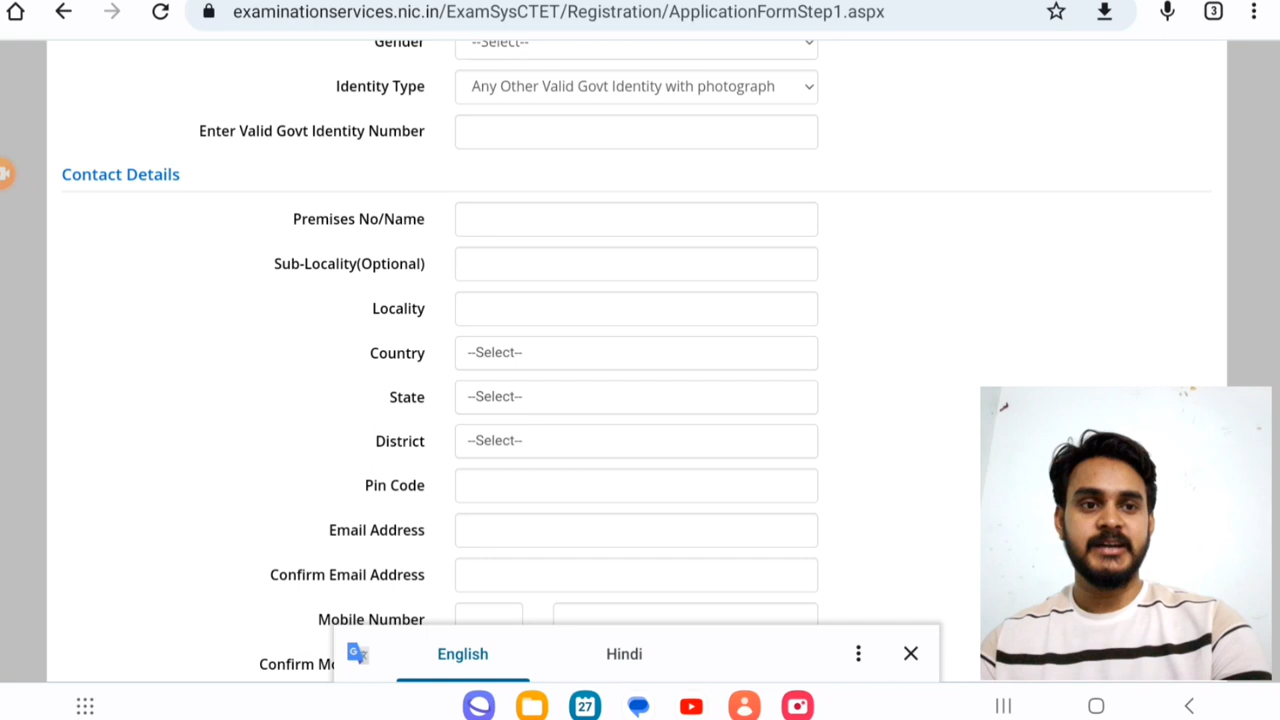 examinationservices.nic.in/ExamSysCTET/Registration/ApplicationFormStep1.aspx
3
Gender --Select--
Identity Type Any Other Valid Govt Identity with photograph
Enter Valid Govt Identity Number
Contact Details
Premises No/Name
Sub-Locality(Optional)
Locality
Country --Select--
State --Select--
District --Select--
Pin Code
Email Address
Confirm Email Address
Mobile Number
Confirm
English Hindi
27